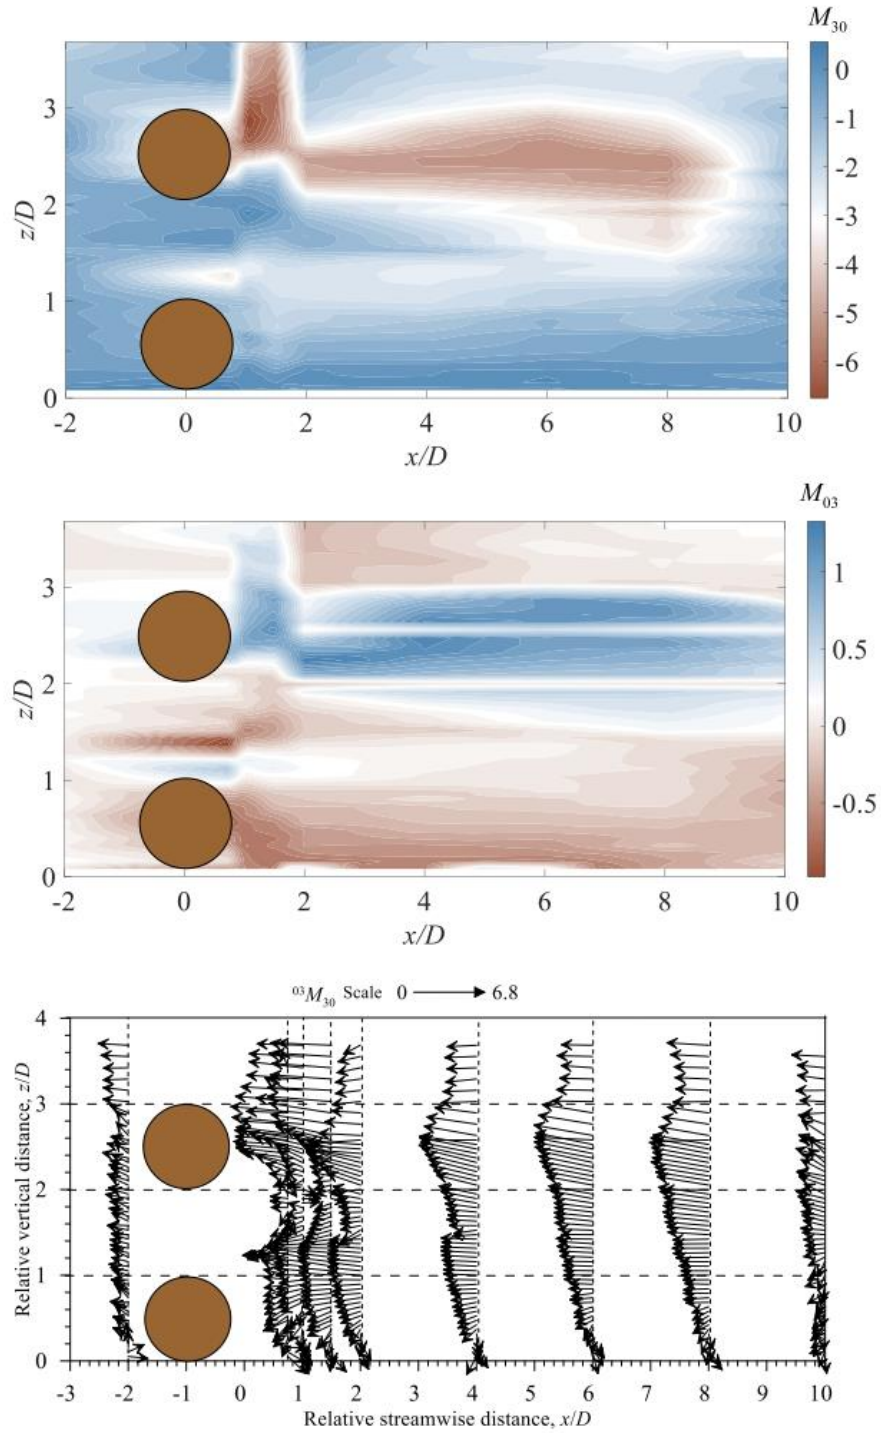 M30
0
-1
-2
-3
-4
-5
-6
3
2
1
0
z/D
-2 0 2 4 6 8 10
x/D
M03
1
0.5
0
-0.5
3
2
1
0
z/D
-2 0 2 4 6 8 10
x/D
03M30 Scale 0 6.8
4
3
2
1
0
Relative vertical distance, z/D
-3 -2 -1 0 1 2 3 4 5 6 7 8 9 10
Relative streamwise distance, x/D